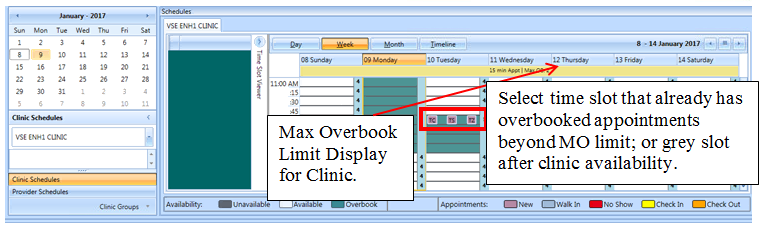 January - 2017
Sun Mon Tue Wed Thu Fri Sat
1 2 3 4 5 6 7
8 9 10 11 12 13 14
15 16 17 18 19 20 21
22 23 24 25 26 27 28
29 30 31 1 2 3 4
5 6 7 8 9 10 11
Clinic Schedules
VSE ENH1 CLINIC
Clinic Schedules
Provider Schedules
Clinic Groups
Schedules
VSE ENH1 CLINIC
Time Slot Viewer
Day Week Month Timeline 8 - 14 January 2017
08 Sunday 09 Monday 10 Tuesday 11 Wednesday 12 Thursday 13 Friday 14 Saturday
15 min Appt | Max
11:00 AM
:15
:30
:45
4 4 4 4 4 4
Max Overbook
Limit Display
for Clinic.
Select time slot that already has
overbooked appointments
beyond MO limit; or grey slot
after clinic availability.
Availability: Unavailable Available Overbook Appointments: New Walk In No Show Check In Check Out